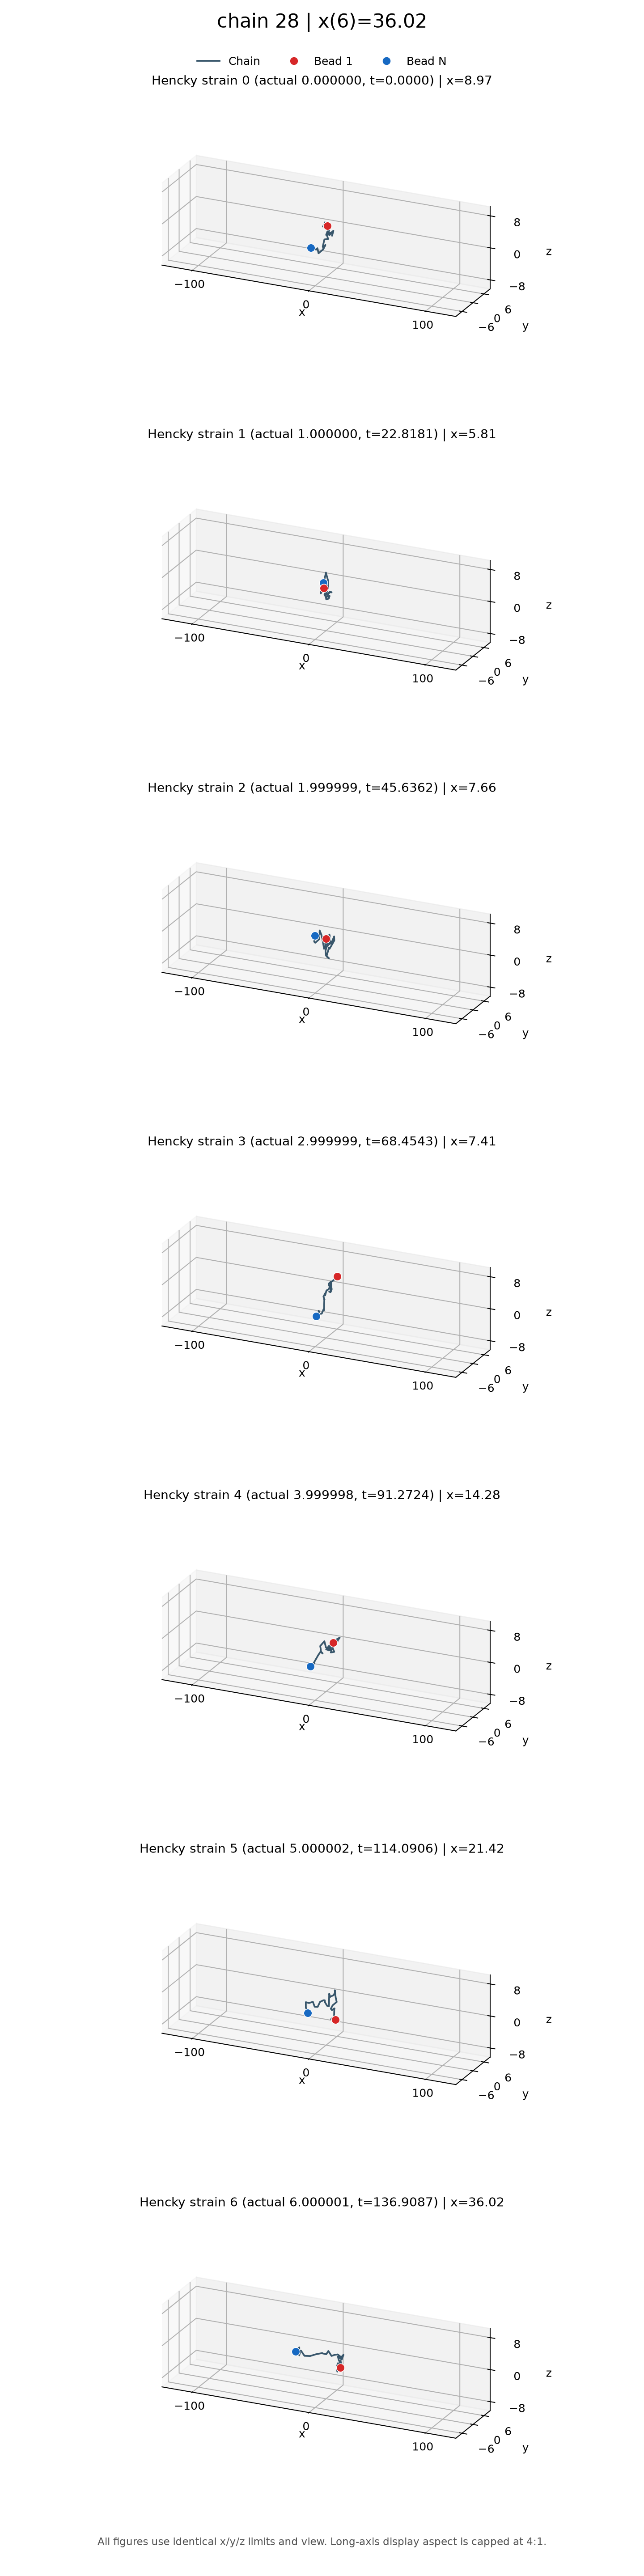 chain 28 | x(6)=36.02
Chain Bead 1 Bead N
Hencky strain 0 (actual 0.000000, t=0.0000) | x=8.97
8
0
−8
z
−100
0
100
x
−6
0
6
y
Hencky strain 1 (actual 1.000000, t=22.8181) | x=5.81
8
0
−8
z
−100
0
100
x
−6
0
6
y
Hencky strain 2 (actual 1.999999, t=45.6362) | x=7.66
8
0
−8
z
−100
0
100
x
−6
0
6
y
Hencky strain 3 (actual 2.999999, t=68.4543) | x=7.41
8
0
−8
z
−100
0
100
x
−6
0
6
y
Hencky strain 4 (actual 3.999998, t=91.2724) | x=14.28
8
0
−8
z
−100
0
100
x
−6
0
6
y
Hencky strain 5 (actual 5.000002, t=114.0906) | x=21.42
8
0
−8
z
−100
0
100
x
−6
0
6
y
Hencky strain 6 (actual 6.000001, t=136.9087) | x=36.02
8
0
−8
z
−100
0
100
x
−6
0
6
y
All figures use identical x/y/z limits and view. Long-axis display aspect is capped at 4:1.